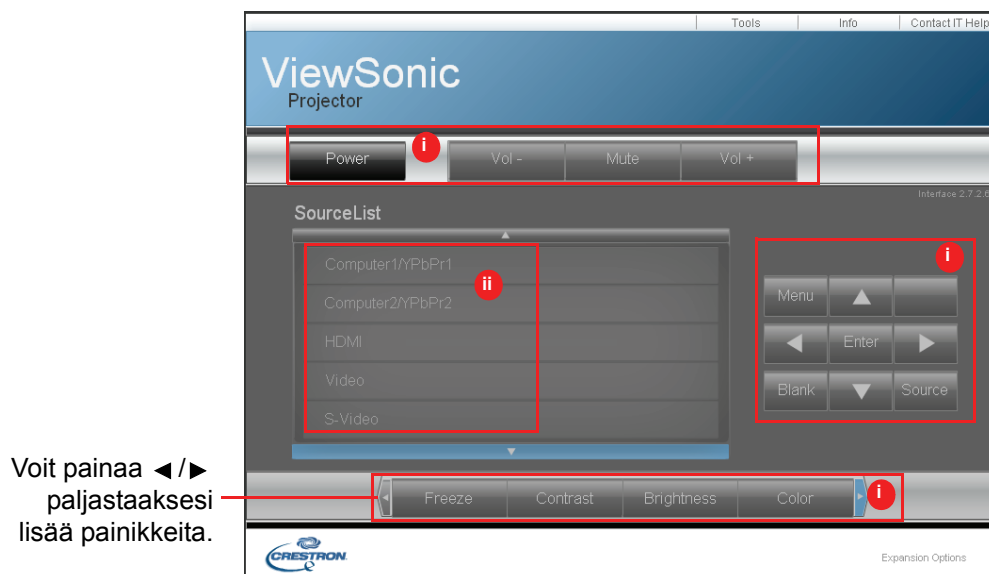 Tools Info Contact IT Help
ViewSonic
Projector
i
Power Vol - Mute Vol +
Interface 2.7.2.6
SourceList
i
Computer1/YPbPr1
ii
Computer2/YPbPr2
Menu
HDMI
Enter
Video
Blank Source
S-Video
Voit painaa ◄ /►
paljastaaksesi
lisää painikkeita.
Freeze Contrast Brightness Color i
CRESTRON
Expansion Options